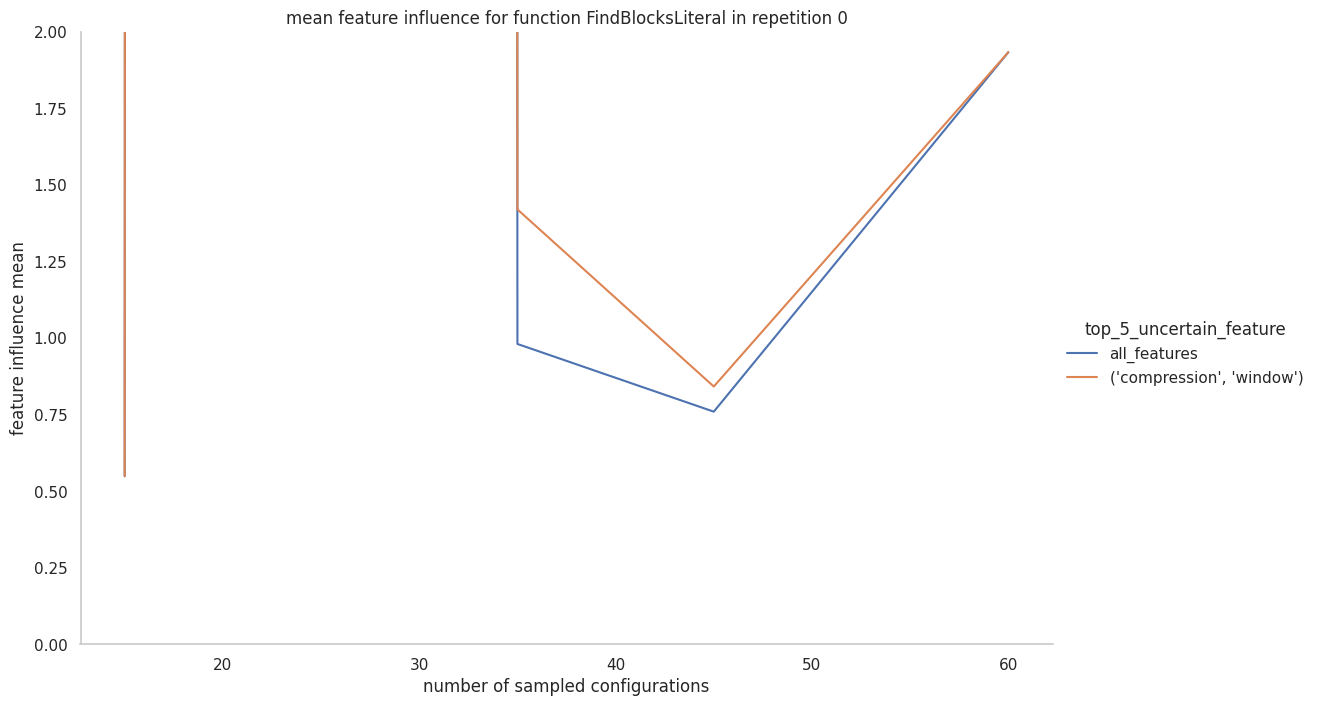 mean feature influence for function FindBlocksLiteral in repetition 0
2.00
1.75
1.50
1.25
1.00
0.75
0.50
0.25
0.00
feature influence mean
20 30 40 50 60
number of sampled configurations
top_5_uncertain_feature
all_features
('compression', 'window')